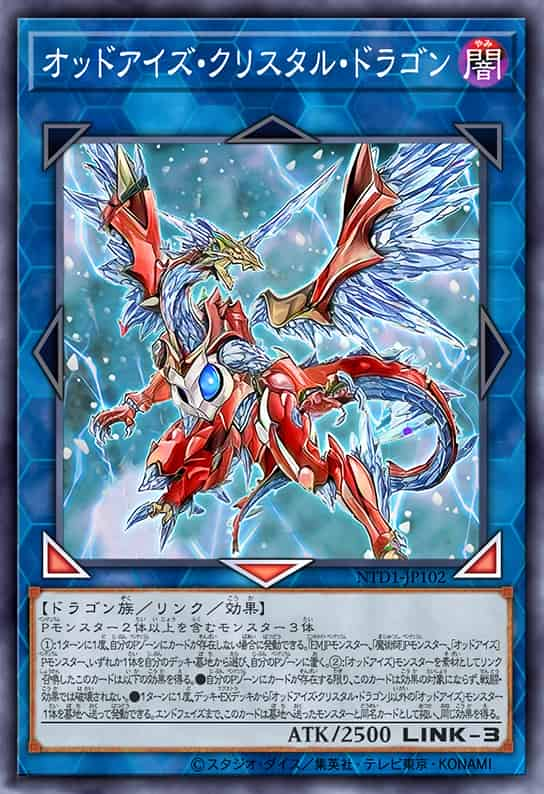 オッドアイズ・クリスタル・ドラゴン
闇
NTD1-JP102
【ドラゴン族／リンク／効果】
Pモンスター2体以上を含むモンスター3体
①:1ターンに1度、自分のPゾーンにカードが存在しない場合に発動できる。「EM」Pモンスター、「魔術師」Pモンスター、「オッドアイズ」
Pモンスター、いずれか1体を自分のデッキ・墓地から選び、自分のPゾーンに置く。②:「オッドアイズ」モンスターを素材としてリンク
召喚したこのカードは以下の効果を得る。●自分のPゾーンにカードが存在する限り、このカードは効果の対象にならず、戦闘・
効果では破壊されない。●1ターンに1度、デッキ・EXデッキから「オッドアイズ・クリスタル・ドラゴン」以外の「オッドアイズ」モンスター
1体を墓地へ送って発動できる。エンドフェイズまで、このカードは墓地へ送ったモンスターと同名カードとして扱い、同じ効果を得る。
ATK/2500 LINK-3
©スタジオ・ダイス／集英社・テレビ東京・KONAMI